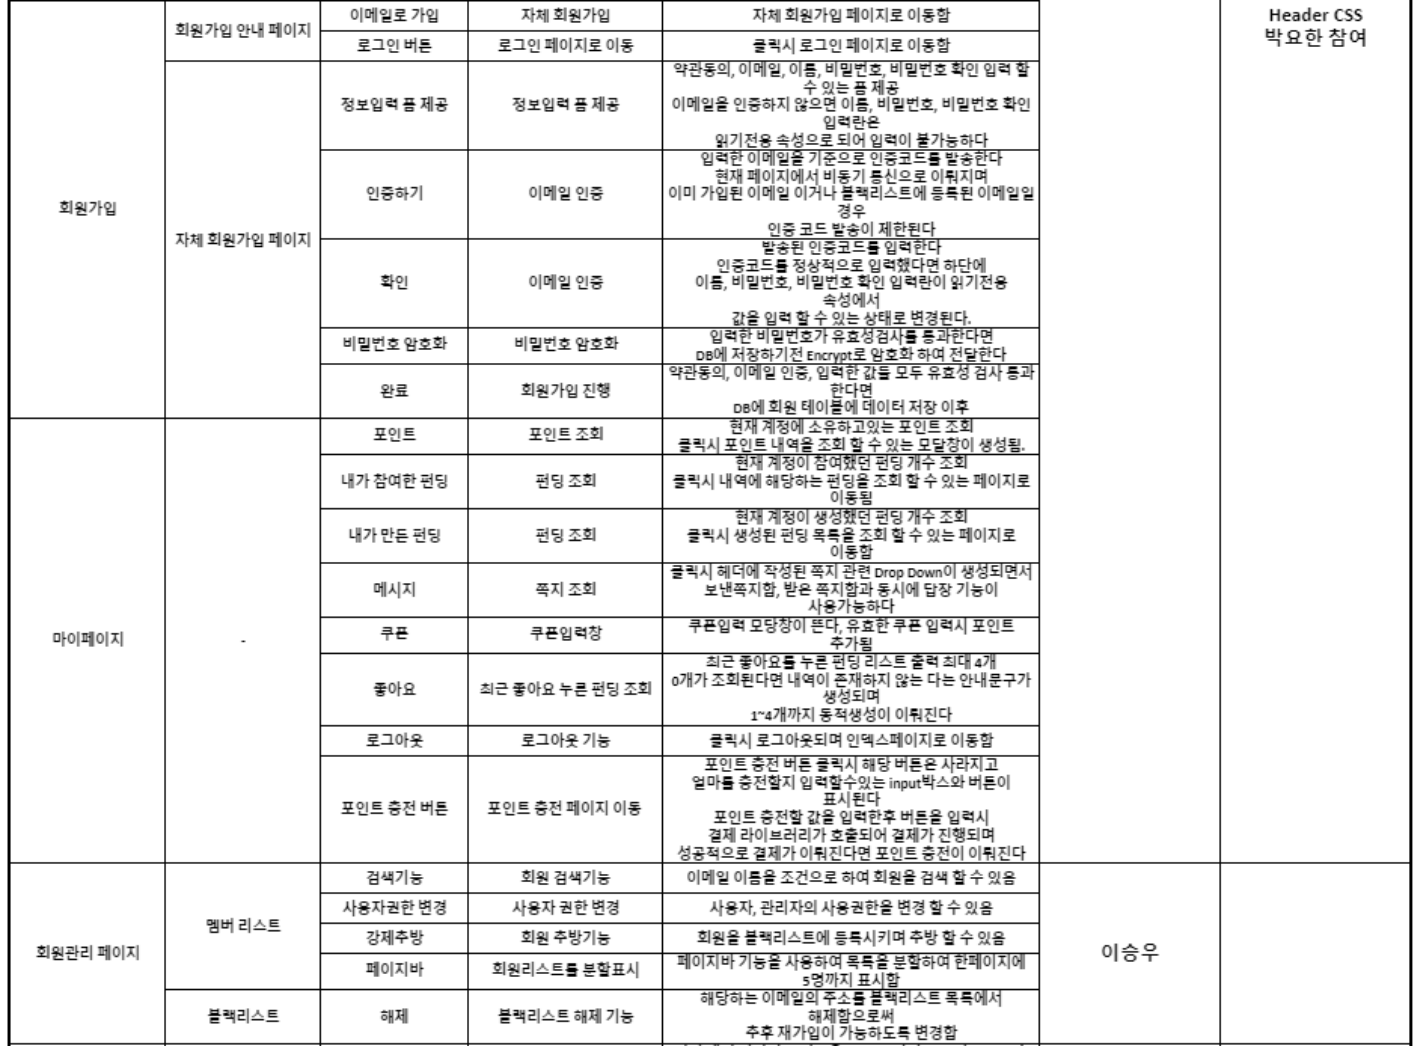 이메일로 가입
자체 회원가입
자체 회원가입 페이지로 이동함
Header CSS
박요한 참여
회원가입 안내 페이지
로그인 버튼
로그인 페이지로 이동
클릭시 로그인 페이지로 이동함
회원가입
자체 회원가입 페이지
정보입력 폼 제공
정보입력 폼 제공
약관동의, 이메일, 이름, 비밀번호, 비밀번호 확인 입력 할
수 있는 폼 제공
이메일을 인증하지 않으면 이름, 비밀번호, 비밀번호 확인
입력란은
읽기전용 속성으로 되어 입력이 불가능하다
인증하기
이메일 인증
입력한 이메일을 기준으로 인증코드를 발송한다
현재 페이지에서 비동기 통신으로 이뤄지며
이미 가입된 이메일 이거나 블랙리스트에 등록된 이메일일
경우
인증 코드 발송이 제한된다
확인
이메일 인증
발송된 인증코드를 입력한다
인증코드를 정상적으로 입력했다면 하단에
이름, 비밀번호, 비밀번호 확인 입력란이 읽기전용
속성에서
값을 입력 할 수 있는 상태로 변경된다.
비밀번호 암호화
비밀번호 암호화
입력한 비밀번호가 유효성검사를 통과한다면
DB에 저장하기전 Encrypt로 암호화 하여 전달한다
완료
회원가입 진행
약관동의, 이메일 인증, 입력한 값들 모두 유효성 검사 통과
한다면
DB에 회원 테이블에 데이터 저장 이후
마이페이지
-
포인트
포인트 조회
현재 계정에 소유하고있는 포인트 조회
클릭시 포인트 내역을 조회 할 수 있는 모달창이 생성됨.
내가 참여한 펀딩
펀딩 조회
현재 계정이 참여했던 펀딩 개수 조회
클릭시 내역에 해당하는 펀딩을 조회 할 수 있는 페이지로
이동됨
내가 만든 펀딩
펀딩 조회
현재 계정이 생성했던 펀딩 개수 조회
클릭시 생성된 펀딩 목록을 조회 할 수 있는 페이지로
이동함
메시지
쪽지 조회
클릭시 헤더에 작성된 쪽지 관련 Drop Down이 생성되면서
보낸쪽지함, 받은 쪽지함과 동시에 답장 기능이
사용가능하다
쿠폰
쿠폰입력창
쿠폰입력 모당창이 뜬다, 유효한 쿠폰 입력시 포인트
추가됨
좋아요
최근 좋아요 누른 펀딩 조회
최근 좋아요를 누른 펀딩 리스트 출력 최대 4개
0개가 조회된다면 내역이 존재하지 않는 다는 안내문구가
생성되며
1~4개까지 동적생성이 이뤄진다
로그아웃
로그아웃 기능
클릭시 로그아웃되며 인덱스페이지로 이동함
포인트 충전 버튼
포인트 충전 페이지 이동
포인트 충전 버튼 클릭시 해당 버튼은 사라지고
얼마를 충전할지 입력할수있는 input박스와 버튼이
표시된다
포인트 충전할 값을 입력한후 버튼을 입력시
결제 라이브러리가 호출되어 결제가 진행되며
성공적으로 결제가 이뤄진다면 포인트 충전이 이뤄진다
회원관리 페이지
멤버 리스트
검색기능
회원 검색기능
이메일 이름을 조건으로 하여 회원을 검색 할 수 있음
이승우
사용자권한 변경
사용자 권한 변경
사용자, 관리자의 사용권한을 변경 할 수 있음
강제추방
회원 추방기능
회원을 블랙리스트에 등록시키며 추방 할 수 있음
페이지바
회원리스트를 분할표시
페이지바 기능을 사용하여 목록을 분할하여 한페이지에
5명까지 표시함
블랙리스트
해제
블랙리스트 해제 기능
해당하는 이메일의 주소를 블랙리스트 목록에서
해제함으로써
추후 재가입이 가능하도록 변경함